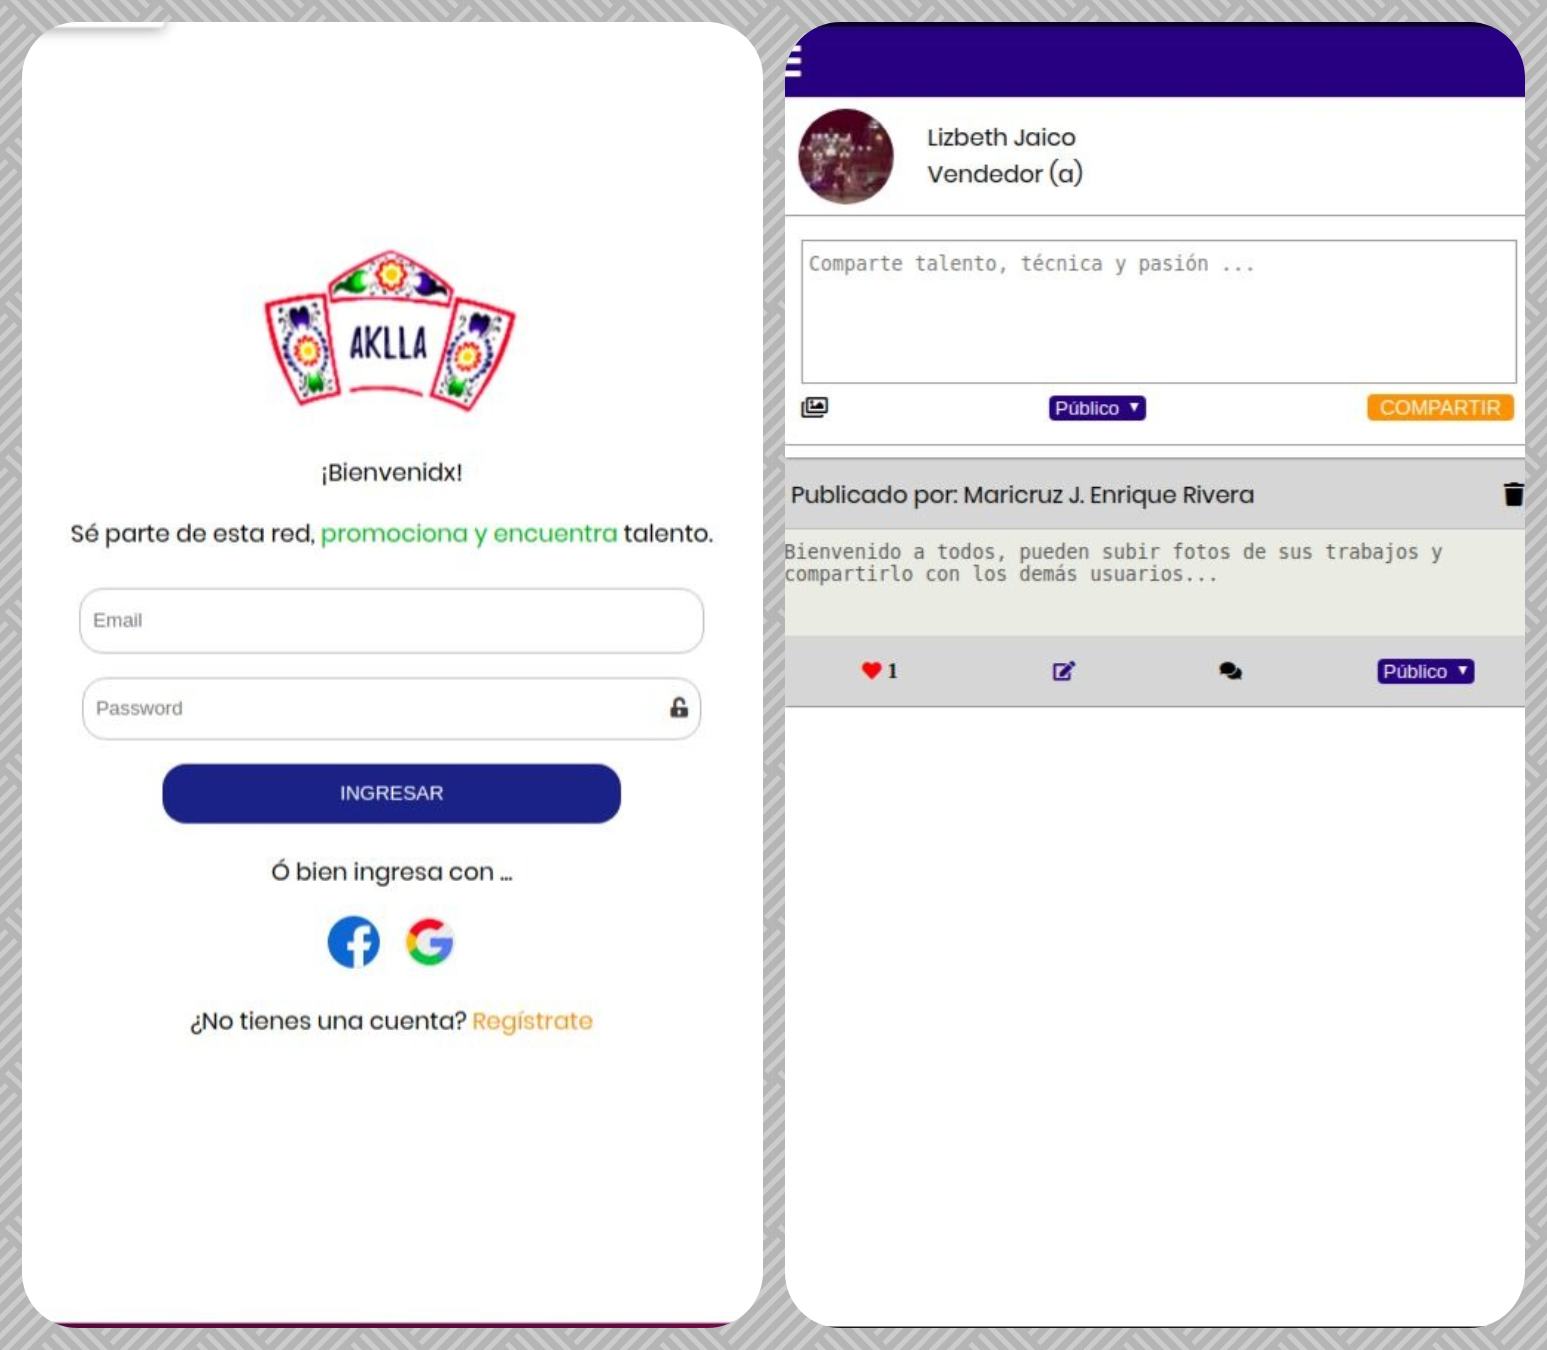 AKLLA
¡Bienvenidx!
Sé parte de esta red, promociona y encuentra talento.
Email
Password
INGRESAR
Ó bien ingresa con ...
¿No tienes una cuenta? Regístrate
Lizbeth Jaico
Vendedor (a)
Comparte talento, técnica y pasión ...
Público
COMPARTIR
Publicado por: Maricruz J. Enrique Rivera
Bienvenido a todos, pueden subir fotos de sus trabajos y
compartirlo con los demás usuarios...
1
Público